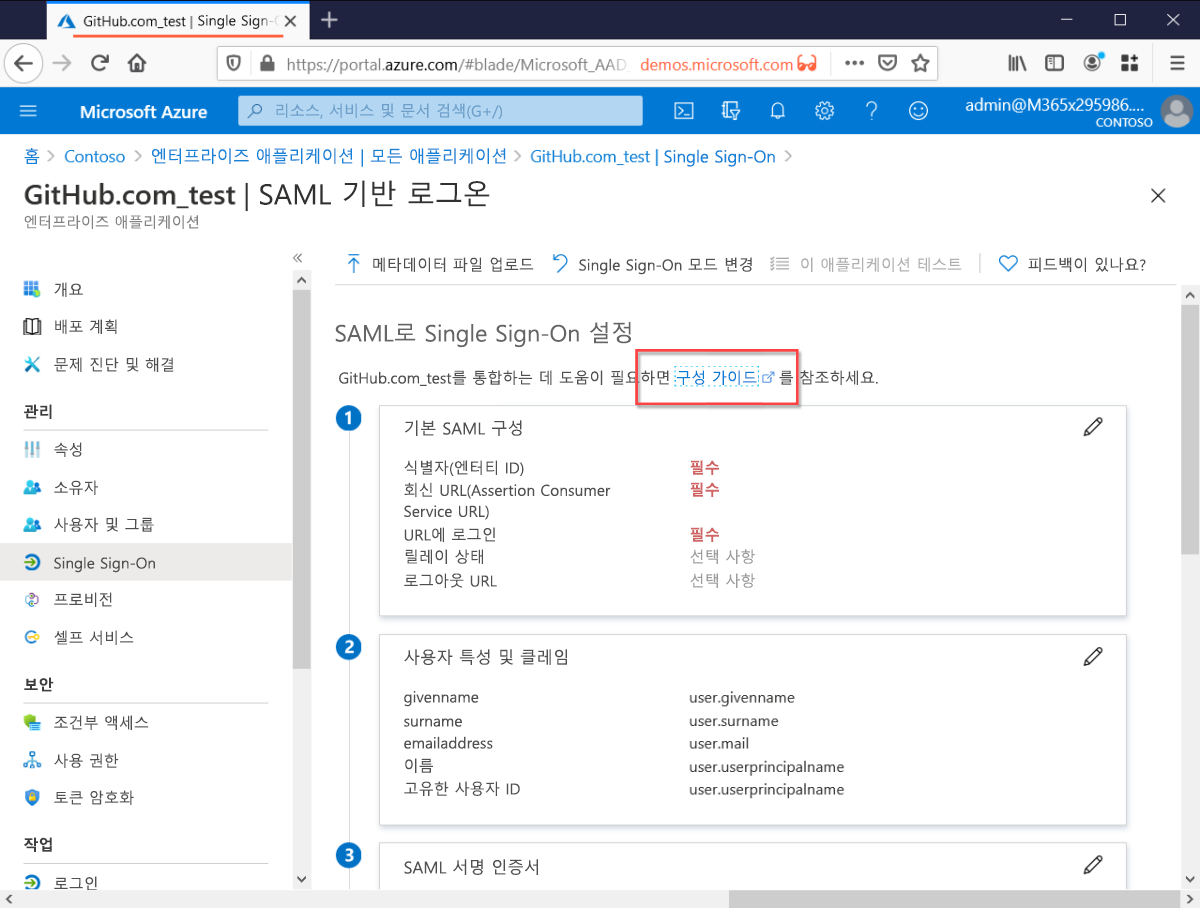 GitHub.com_test | Single Sign-
https://portal.azure.com/#blade/Microsoft_AAD_ demos.microsoft.com
Microsoft Azure
리소스, 서비스 및 문서 검색(G+/)
admin@M365x295986....
CONTOSO
홈 > Contoso > 엔터프라이즈 애플리케이션 | 모든 애플리케이션 > GitHub.com_test | Single Sign-On >
GitHub.com_test | SAML 기반 로그온
엔터프라이즈 애플리케이션
«
메타데이터 파일 업로드 Single Sign-On 모드 변경 이 애플리케이션 테스트 | 피드백이 있나요?
개요
배포 계획
문제 진단 및 해결
관리
속성
소유자
사용자 및 그룹
Single Sign-On
프로비전
셀프 서비스
보안
조건부 액세스
사용 권한
토큰 암호화
작업
로그인
SAML로 Single Sign-On 설정
GitHub.com_test를 통합하는 데 도움이 필요하면 구성 가이드 를 참조하세요.
1
기본 SAML 구성
식별자(엔터티 ID) 필수
회신 URL(Assertion Consumer 필수
Service URL)
URL에 로그인 필수
릴레이 상태 선택 사항
로그아웃 URL 선택 사항
2
사용자 특성 및 클레임
givenname user.givenname
surname user.surname
emailaddress user.mail
이름 user.userprincipalname
고유한 사용자 ID user.userprincipalname
3
SAML 서명 인증서